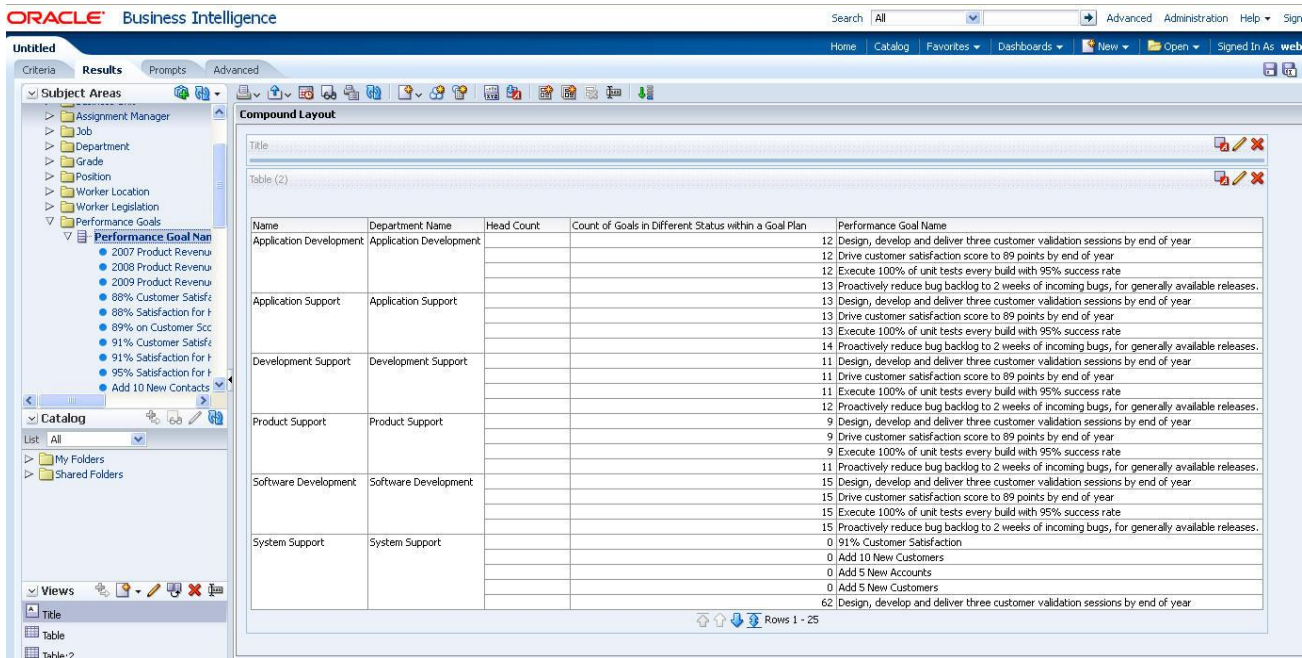 ORACLE Business Intelligence
Search All Advanced Administration Help
Untitled
Home Catalog Favorites Dashboards New Open Signed In As web
Criteria Results Prompts Advanced
Subject Areas
Assignment Manager
Job
Department
Grade
Position
Worker Location
Worker Legislation
Performance Goals
Performance Goal Nam
2007 Product Revenu
2008 Product Revenu
2009 Product Revenu
88% Customer Satisfa
88% Satisfaction for H
89% on Customer Sco
91% Customer Satisfa
91% Satisfaction for H
95% Satisfaction for H
Add 10 New Contacts
Catalog
List All
My Folders
Shared Folders
Views
Title
Table
Table:2
Compound Layout
Title
Table (2)
Name Department Name Head Count Count of Goals in Different Status within a Goal Plan Performance Goal Name
Application Development Application Development 12 Design, develop and deliver three customer validation sessions by end of year
12 Drive customer satisfaction score to 89 points by end of year
12 Execute 100% of unit tests every build with 95% success rate
13 Proactively reduce bug backlog to 2 weeks of incoming bugs, for generally available releases.
Application Support Application Support 13 Design, develop and deliver three customer validation sessions by end of year
13 Drive customer satisfaction score to 89 points by end of year
13 Execute 100% of unit tests every build with 95% success rate
14 Proactively reduce bug backlog to 2 weeks of incoming bugs, for generally available releases.
Development Support Development Support 11 Design, develop and deliver three customer validation sessions by end of year
11 Drive customer satisfaction score to 89 points by end of year
11 Execute 100% of unit tests every build with 95% success rate
12 Proactively reduce bug backlog to 2 weeks of incoming bugs, for generally available releases.
Product Support Product Support 9 Design, develop and deliver three customer validation sessions by end of year
9 Drive customer satisfaction score to 89 points by end of year
9 Execute 100% of unit tests every build with 95% success rate
11 Proactively reduce bug backlog to 2 weeks of incoming bugs, for generally available releases.
Software Development Software Development 15 Design, develop and deliver three customer validation sessions by end of year
15 Drive customer satisfaction score to 89 points by end of year
15 Execute 100% of unit tests every build with 95% success rate
15 Proactively reduce bug backlog to 2 weeks of incoming bugs, for generally available releases.
System Support System Support 0 91% Customer Satisfaction
0 Add 10 New Customers
0 Add 5 New Accounts
0 Add 5 New Customers
62 Design, develop and deliver three customer validation sessions by end of year
Rows 1 - 25